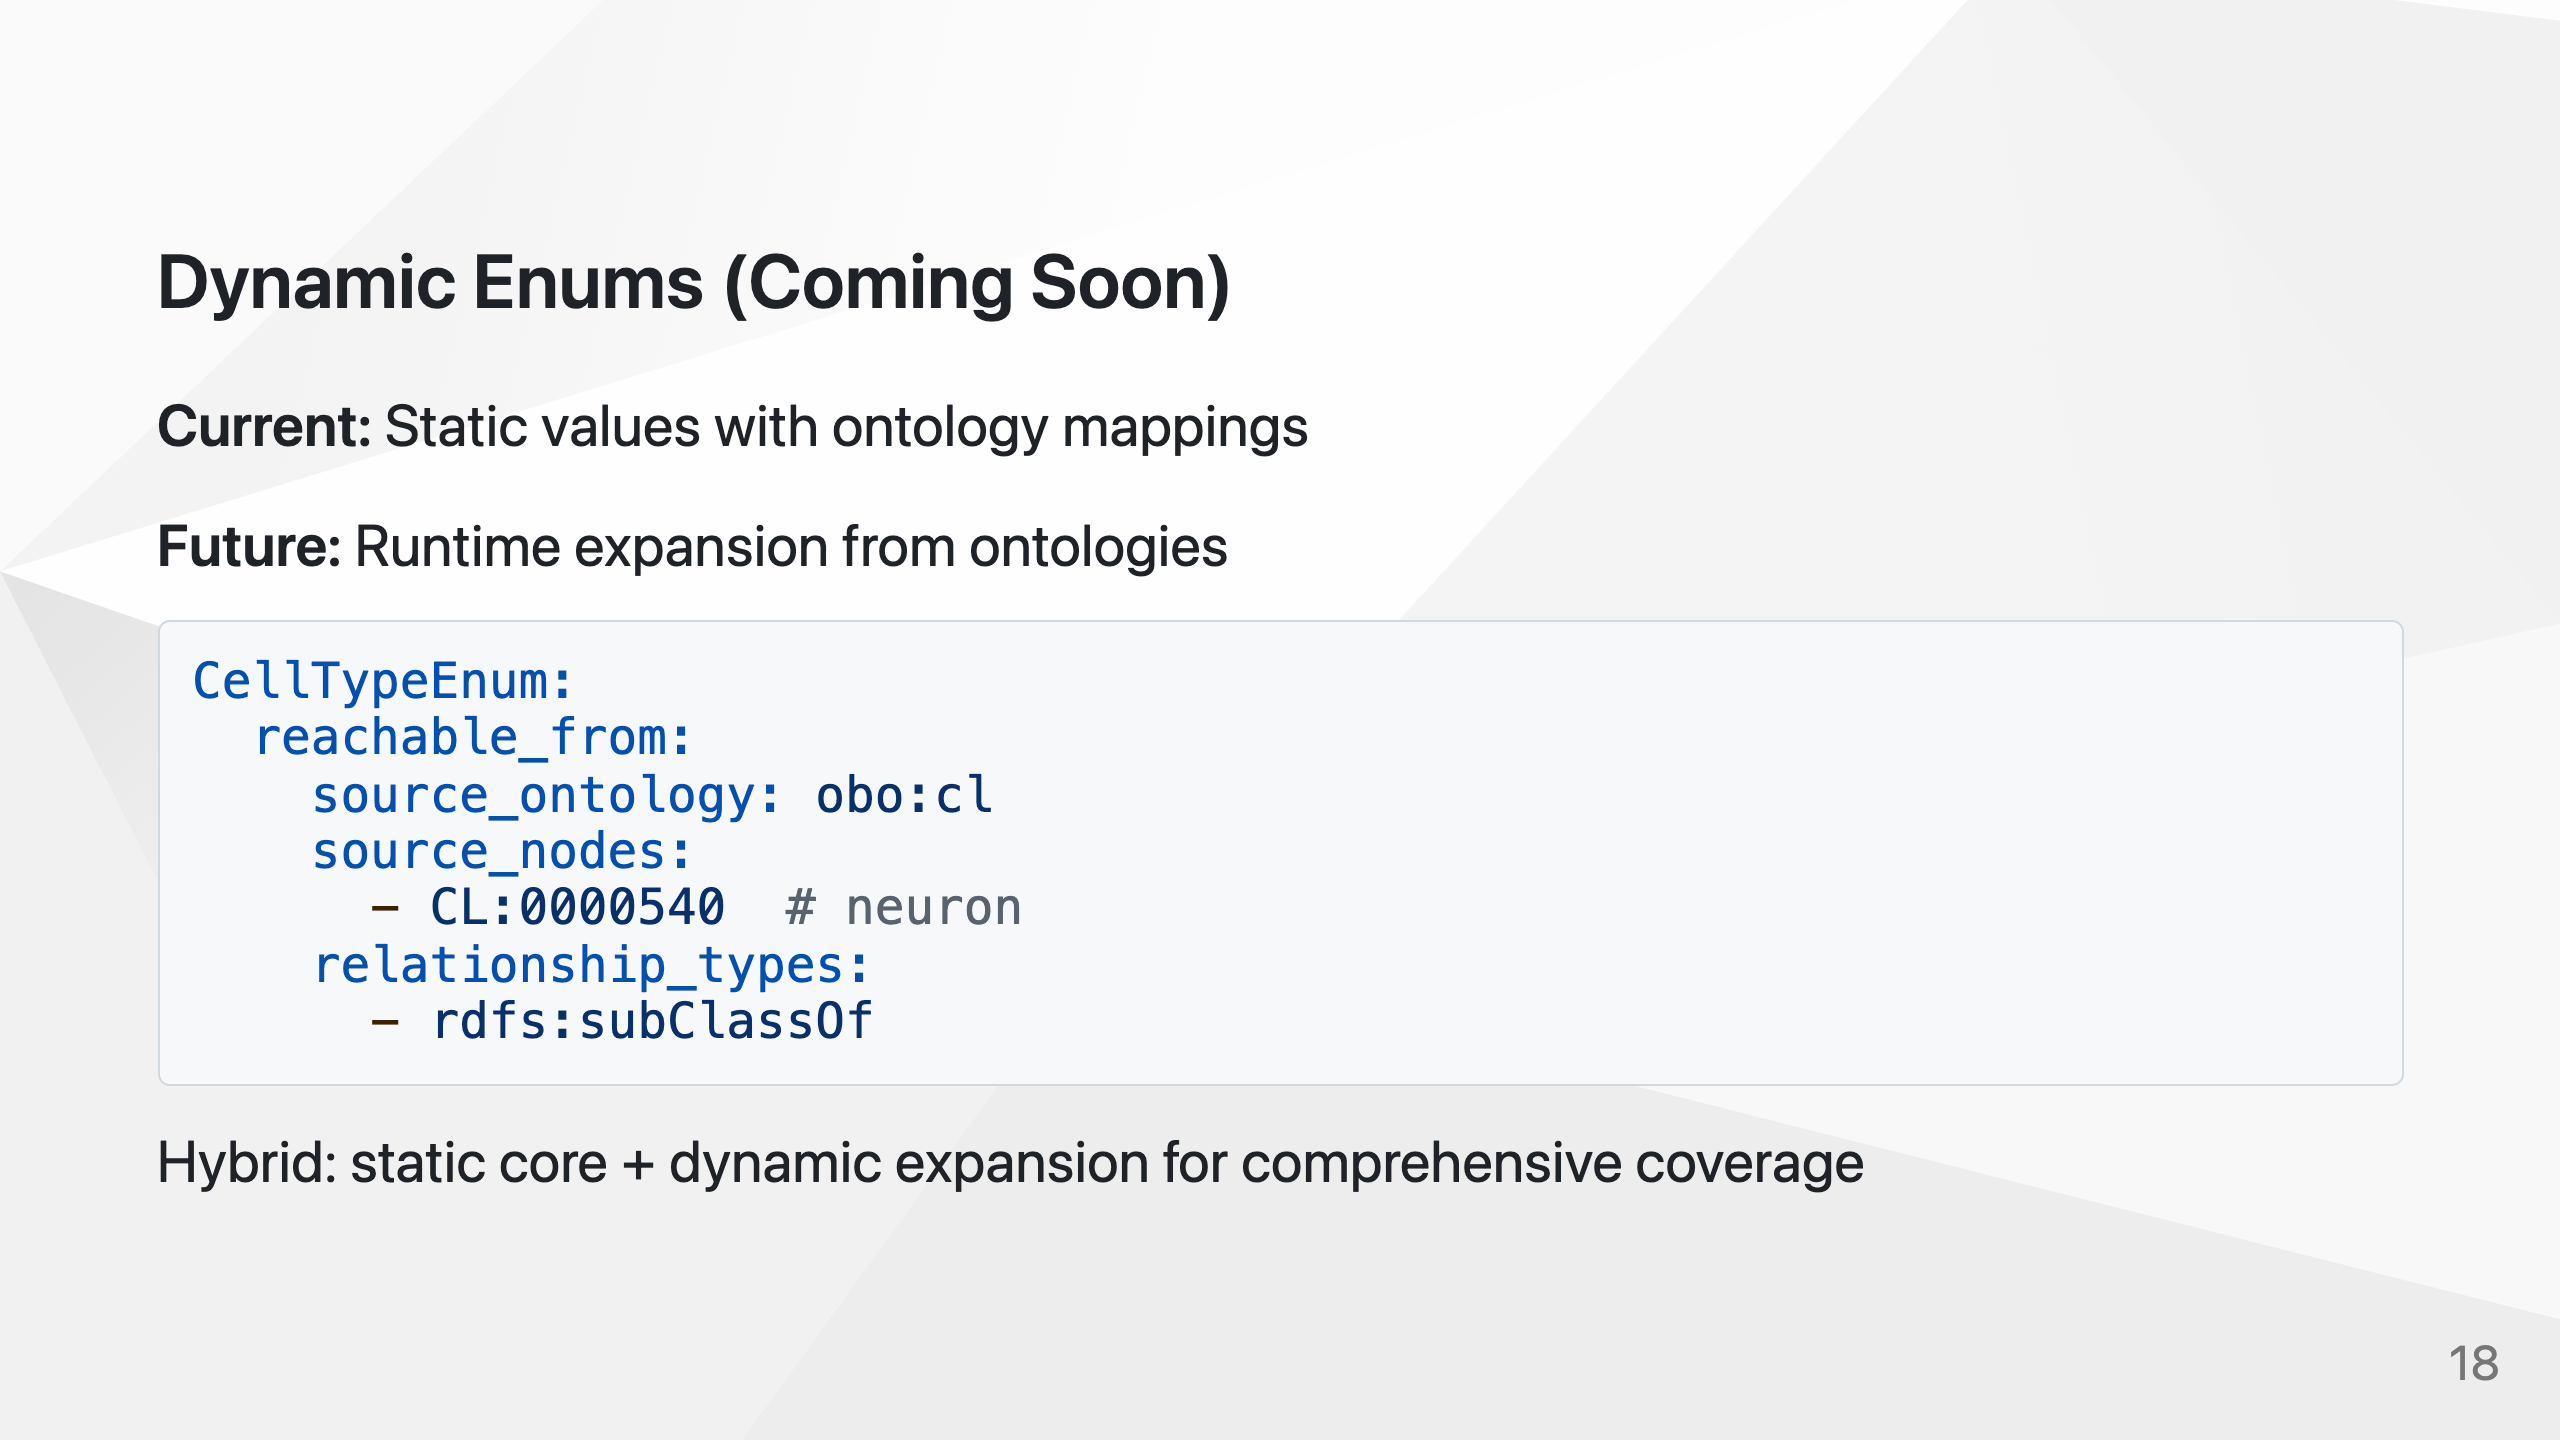 Dynamic Enums (Coming Soon)
Current: Static values with ontology mappings
Future: Runtime expansion from ontologies
CellTypeEnum:
  reachable_from:
    source_ontology: obo:cl
    source_nodes:
      - CL:0000540  # neuron
    relationship_types:
      - rdfs:subClassOf
Hybrid: static core + dynamic expansion for comprehensive coverage
18